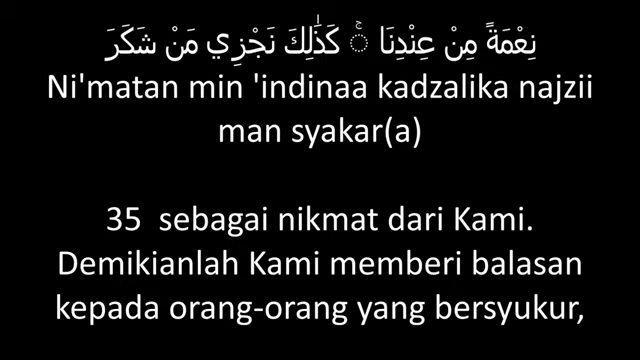 نِعْمَةً مِنْ عِنْدِنَا ۚ كَذَٰلِكَ نَجْزِي مَنْ شَكَرَ
Ni'matan min 'indinaa kadzalika najzii
man syakar(a)
35 sebagai nikmat dari Kami.
Demikianlah Kami memberi balasan
kepada orang-orang yang bersyukur,